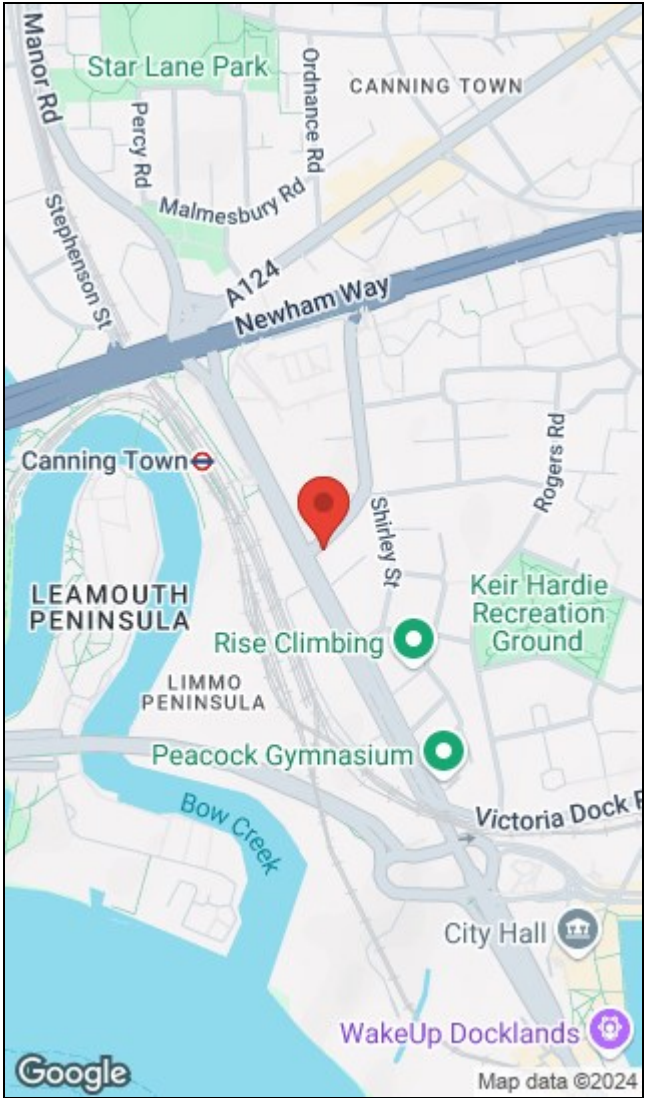 Manor Rd
Star Lane Park
Ordnance Rd
CANNING TOWN
Percy Rd
Malmesbury Rd
Stephenson St
A124
Newham Way
Canning Town
Rogers Rd
Shirley St
LEAMOUTH
PENINSULA
Keir Hardie
Recreation
Ground
Rise Climbing
LIMMO
PENINSULA
Peacock Gymnasium
Bow Creek
Victoria Dock
City Hall
WakeUp Docklands
Google
Map data ©2024